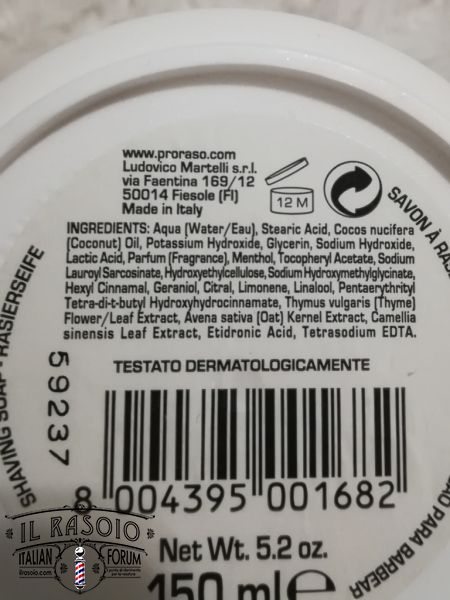 www.proraso.com
Ludovico Martelli s.r.l.
via Faentina 169/12
50014 Fiesole (FI)
Made in Italy
12 M
INGREDIENTS: Aqua (Water/Eau), Stearic Acid, Cocos nucifera
(Coconut) Oil, Potassium Hydroxide, Glycerin, Sodium Hydroxide,
Lactic Acid, Parfum (Fragrance), Menthol, Tocopheryl Acetate, Sodium
Lauroyl Sarcosinate, Hydroxyethylcellulose, Sodium Hydroxymethylglycinate,
Hexyl Cinnamal, Geraniol, Citral, Limonene, Linalool, Pentaerythrityl
Tetra-di-t-butyl Hydroxyhydrocinnamate, Thymus vulgaris (Thyme)
Flower/Leaf Extract, Avena sativa (Oat) Kernel Extract, Camellia
sinensis Leaf Extract, Etidronic Acid, Tetrasodium EDTA.
TESTATO DERMATOLOGICAMENTE
59237
8 004395 001682
Net Wt. 5.2 oz.
150 ml e
SHAVING SOAP · RASIERSEIFE
SAVON À
PARA BARBEAR
IL RASOIO
ITALIAN FORUM
ilrasoio.com